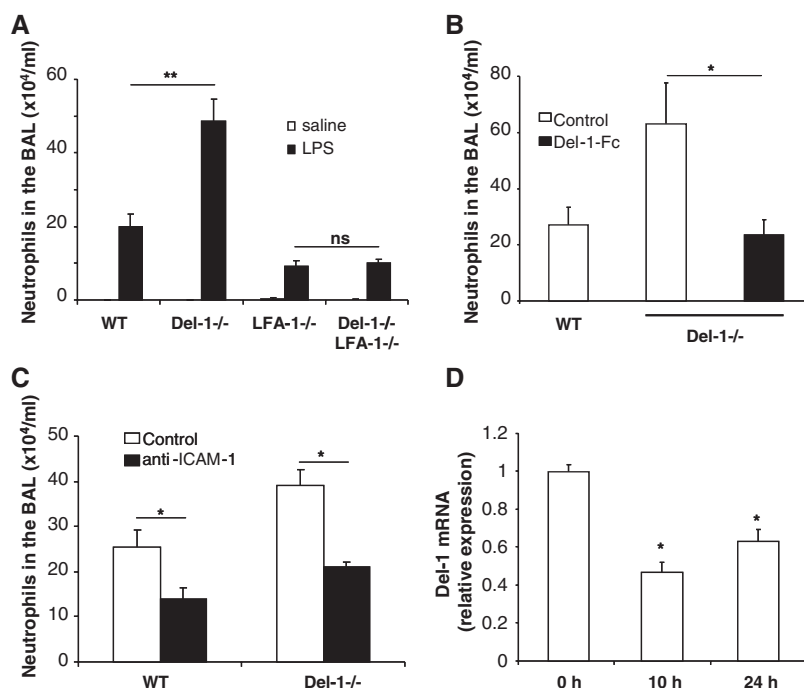 A
Neutrophils in the BAL (x10⁴/ml)
60
40
20
0
**
saline
LPS
ns
WT
Del-1-/-
LFA-1-/-
Del-1-/-
LFA-1-/-
B
Neutrophils in the BAL (x10⁴/ml)
80
60
40
20
0
*
Control
Del-1-Fc
WT
Del-1-/-
C
Neutrophils in the BAL (x10⁴/ml)
50
40
30
20
10
0
Control
anti-ICAM-1
*
*
WT
Del-1-/-
D
Del-1 mRNA
(relative expression)
1.2
1
0.8
0.6
0.4
0.2
0
*
*
0 h
10 h
24 h